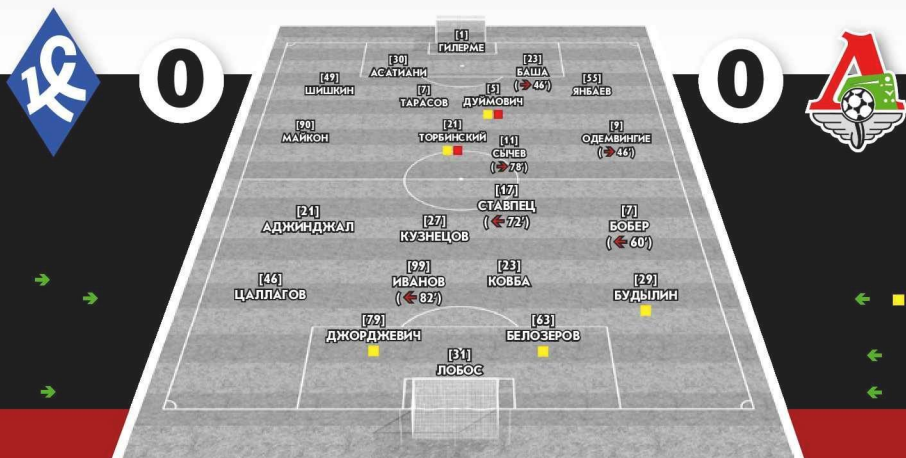 0
0
[1]
ГИЛЕРМЕ
[30]
АСАТИАНИ
[23]
БАША
(46')
[49]
ШИШКИН
[7]
ТАРАСОВ
[5]
ДУЙМОВИЧ
[55]
ЯНБАЕВ
[90]
МАЙКОН
[21]
ТОРБИНСКИЙ
[11]
СЫЧЕВ
(78')
[9]
ОДЕМВИНГИЕ
(46')
[17]
СТАВПЕЦ
(72')
[21]
АДЖИНДЖАЛ
[27]
КУЗНЕЦОВ
[7]
БОБЕР
(60')
[46]
ЦАЛЛАГОВ
[99]
ИВАНОВ
(82')
[23]
КОВБА
[29]
БУДЫЛИН
[79]
ДЖОРДЖЕВИЧ
[63]
БЕЛОЗЕРОВ
[31]
ЛОБОС